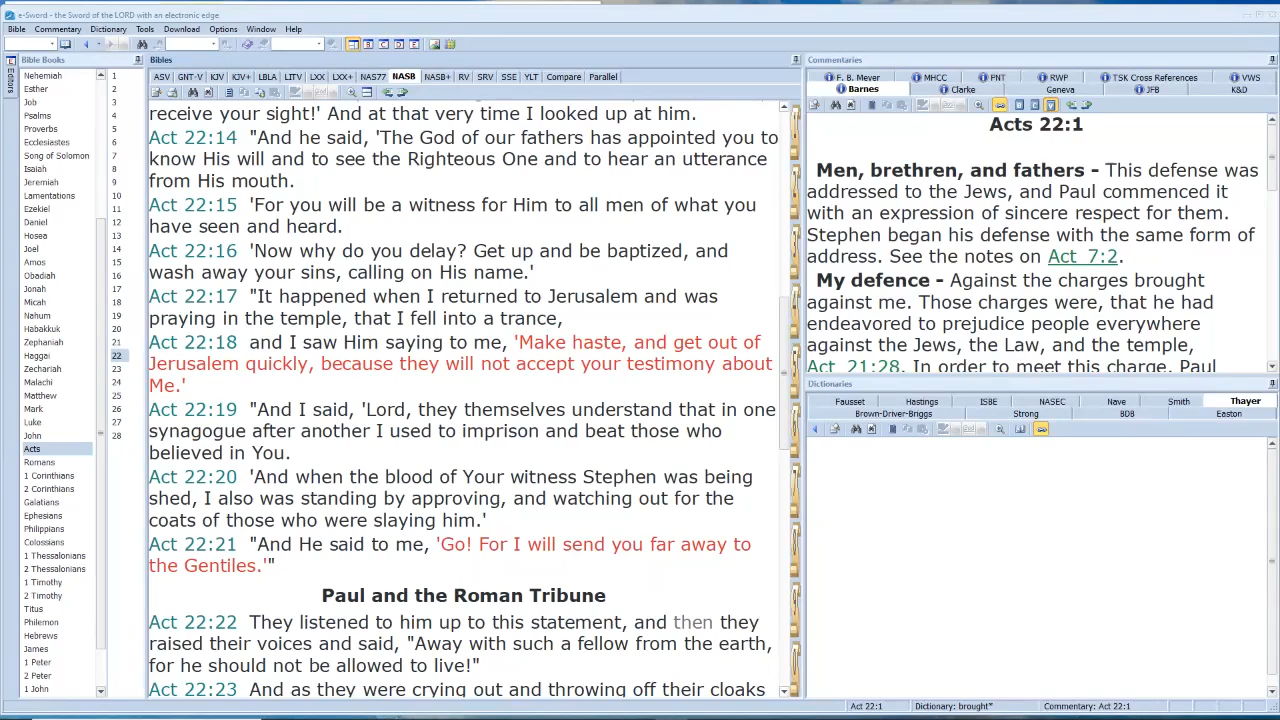 e-Sword - the Sword of the LORD with an electronic edge
Bible Commentary Dictionary Tools Download Options Window Help
Editors
Bible Books
Nehemiah
Esther
Job
Psalms
Proverbs
Ecclesiastes
Song of Solomon
Isaiah
Jeremiah
Lamentations
Ezekiel
Daniel
Hosea
Joel
Amos
Obadiah
Jonah
Micah
Nahum
Habakkuk
Zephaniah
Haggai
Zechariah
Malachi
Matthew
Mark
Luke
John
Acts
Romans
1 Corinthians
2 Corinthians
Galatians
Ephesians
Philippians
Colossians
1 Thessalonians
2 Thessalonians
1 Timothy
2 Timothy
Titus
Philemon
Hebrews
James
1 Peter
2 Peter
1 John
1
2
3
4
5
6
7
8
9
10
11
12
13
14
15
16
17
18
19
20
21
22
23
24
25
26
27
28
Bibles
ASV GNT-V KJV KJV+ LBLA LITV LXX LXX+ NAS77 NASB NASB+ RV SRV SSE YLT Compare Parallel
receive your sight!' And at that very time I looked up at him.
Act 22:14 "And he said, 'The God of our fathers has appointed you to
know His will and to see the Righteous One and to hear an utterance
from His mouth.
Act 22:15 'For you will be a witness for Him to all men of what you
have seen and heard.
Act 22:16 'Now why do you delay? Get up and be baptized, and
wash away your sins, calling on His name.'
Act 22:17 "It happened when I returned to Jerusalem and was
praying in the temple, that I fell into a trance,
Act 22:18 and I saw Him saying to me, 'Make haste, and get out of
Jerusalem quickly, because they will not accept your testimony about
Me.'
Act 22:19 "And I said, 'Lord, they themselves understand that in one
synagogue after another I used to imprison and beat those who
believed in You.
Act 22:20 'And when the blood of Your witness Stephen was being
shed, I also was standing by approving, and watching out for the
coats of those who were slaying him.'
Act 22:21 "And He said to me, 'Go! For I will send you far away to
the Gentiles.'"
Paul and the Roman Tribune
Act 22:22 They listened to him up to this statement, and then they
raised their voices and said, "Away with such a fellow from the earth,
for he should not be allowed to live!"
Act 22:23 And as they were crying out and throwing off their cloaks
Commentaries
F. B. Meyer MHCC PNT RWP TSK Cross References VWS
Barnes Clarke Geneva JFB K&D
Acts 22:1
Men, brethren, and fathers - This defense was
addressed to the Jews, and Paul commenced it
with an expression of sincere respect for them.
Stephen began his defense with the same form of
address. See the notes on Act_7:2.
My defence - Against the charges brought
against me. Those charges were, that he had
endeavored to prejudice people everywhere
against the Jews, the Law, and the temple,
Act_21:28. In order to meet this charge, Paul
Dictionaries
Fausset Hastings ISBE NASEC Nave Smith Thayer
Brown-Driver-Briggs Strong BDB Easton
Act 22:1 Dictionary: brought* Commentary: Act 22:1